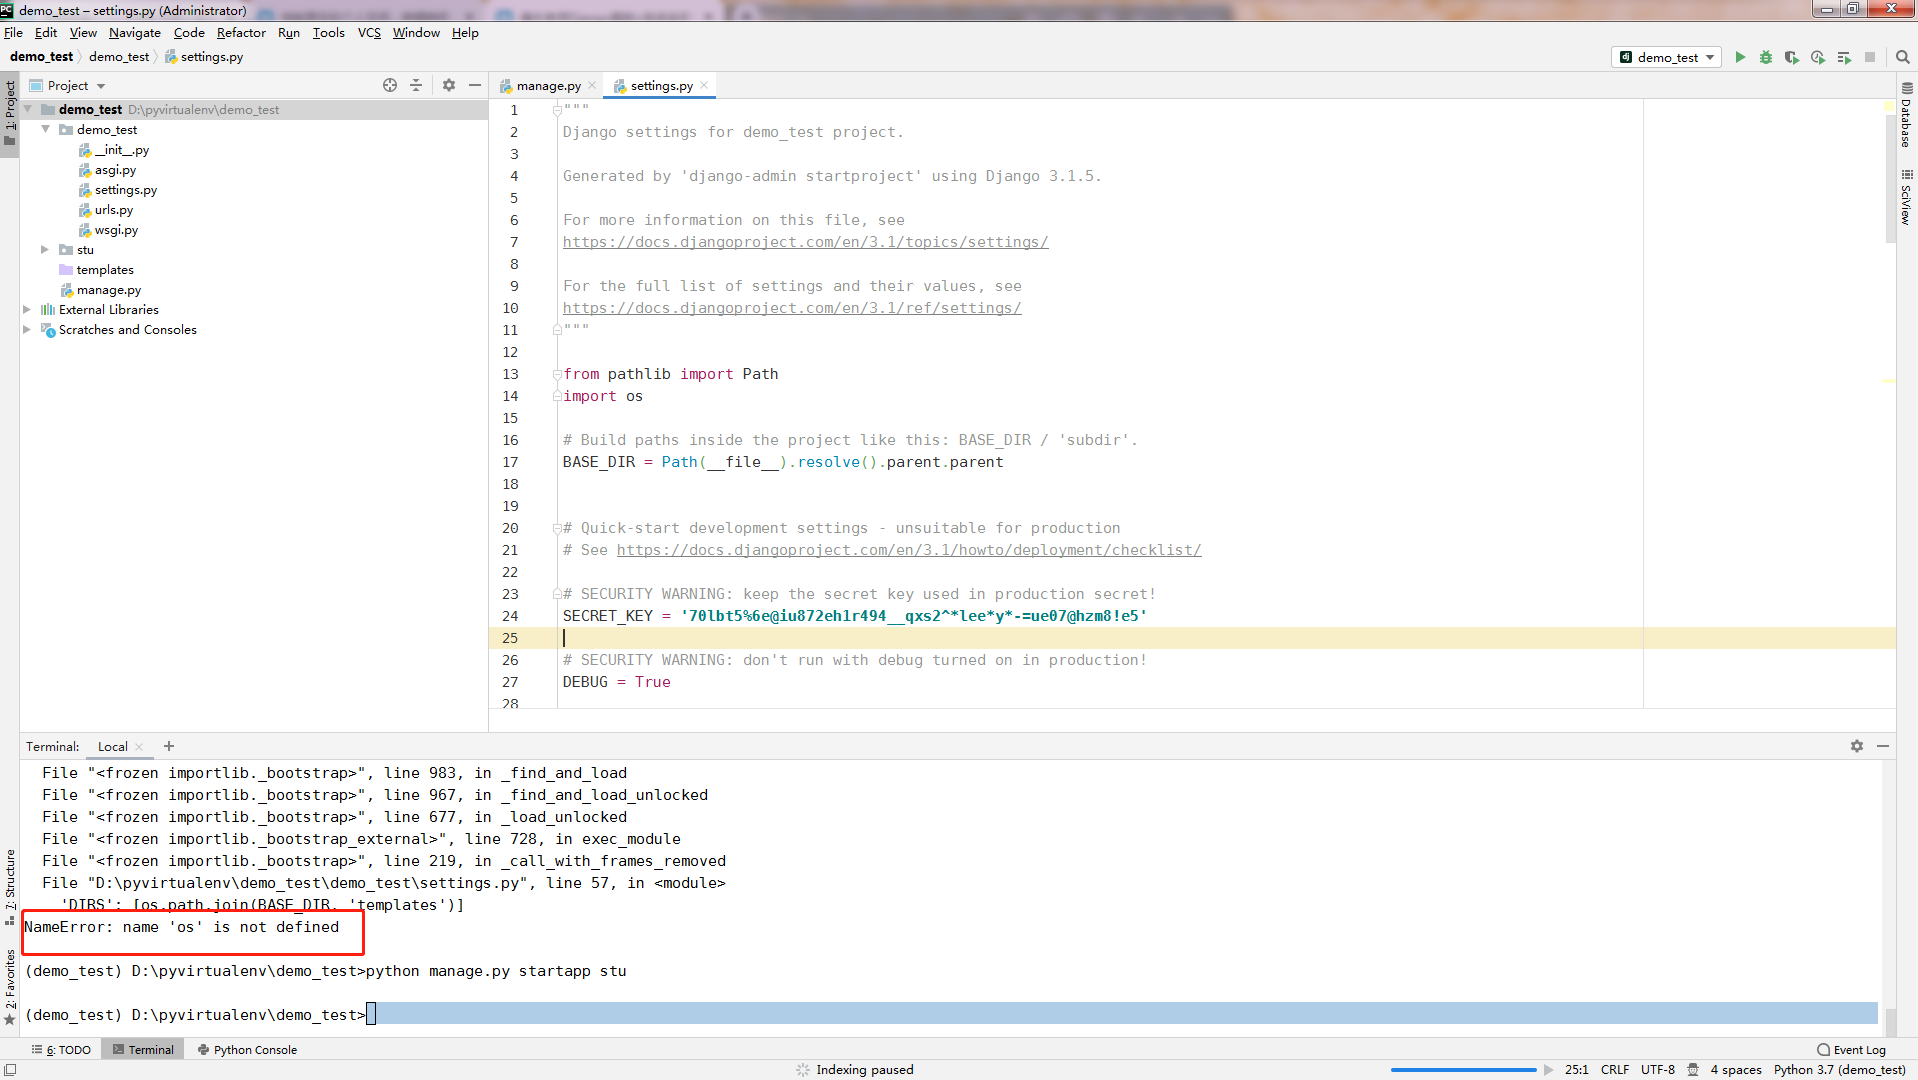 demo_test – settings.py (Administrator)
File Edit View Navigate Code Refactor Run Tools VCS Window Help
demo_test demo_test settings.py
demo_test
Project
manage.py
settings.py
1: Project
demo_test D:\pyvirtualenv\demo_test
demo_test
__init__.py
asgi.py
settings.py
urls.py
wsgi.py
stu
templates
manage.py
External Libraries
Scratches and Consoles
1 """
2 Django settings for demo_test project.
3
4 Generated by 'django-admin startproject' using Django 3.1.5.
5
6 For more information on this file, see
7 https://docs.djangoproject.com/en/3.1/topics/settings/
8
9 For the full list of settings and their values, see
10 https://docs.djangoproject.com/en/3.1/ref/settings/
11 """
12
13 from pathlib import Path
14 import os
15
16 # Build paths inside the project like this: BASE_DIR / 'subdir'.
17 BASE_DIR = Path(__file__).resolve().parent.parent
18
19
20 # Quick-start development settings - unsuitable for production
21 # See https://docs.djangoproject.com/en/3.1/howto/deployment/checklist/
22
23 # SECURITY WARNING: keep the secret key used in production secret!
24 SECRET_KEY = '70lbt5%6e@iu872eh1r494__qxs2^*lee*y*-=ue07@hzm8!e5'
25
26 # SECURITY WARNING: don't run with debug turned on in production!
27 DEBUG = True
28
Database
SciView
Terminal: Local
File "<frozen importlib._bootstrap>", line 983, in _find_and_load
File "<frozen importlib._bootstrap>", line 967, in _find_and_load_unlocked
File "<frozen importlib._bootstrap>", line 677, in _load_unlocked
File "<frozen importlib._bootstrap_external>", line 728, in exec_module
File "<frozen importlib._bootstrap>", line 219, in _call_with_frames_removed
File "D:\pyvirtualenv\demo_test\demo_test\settings.py", line 57, in <module>
'DIRS': [os.path.join(BASE_DIR, 'templates')]
NameError: name 'os' is not defined
(demo_test) D:\pyvirtualenv\demo_test>python manage.py startapp stu
(demo_test) D:\pyvirtualenv\demo_test>
7: Structure
2: Favorites
6: TODO Terminal Python Console
Event Log
Indexing paused
25:1 CRLF UTF-8 4 spaces Python 3.7 (demo_test)